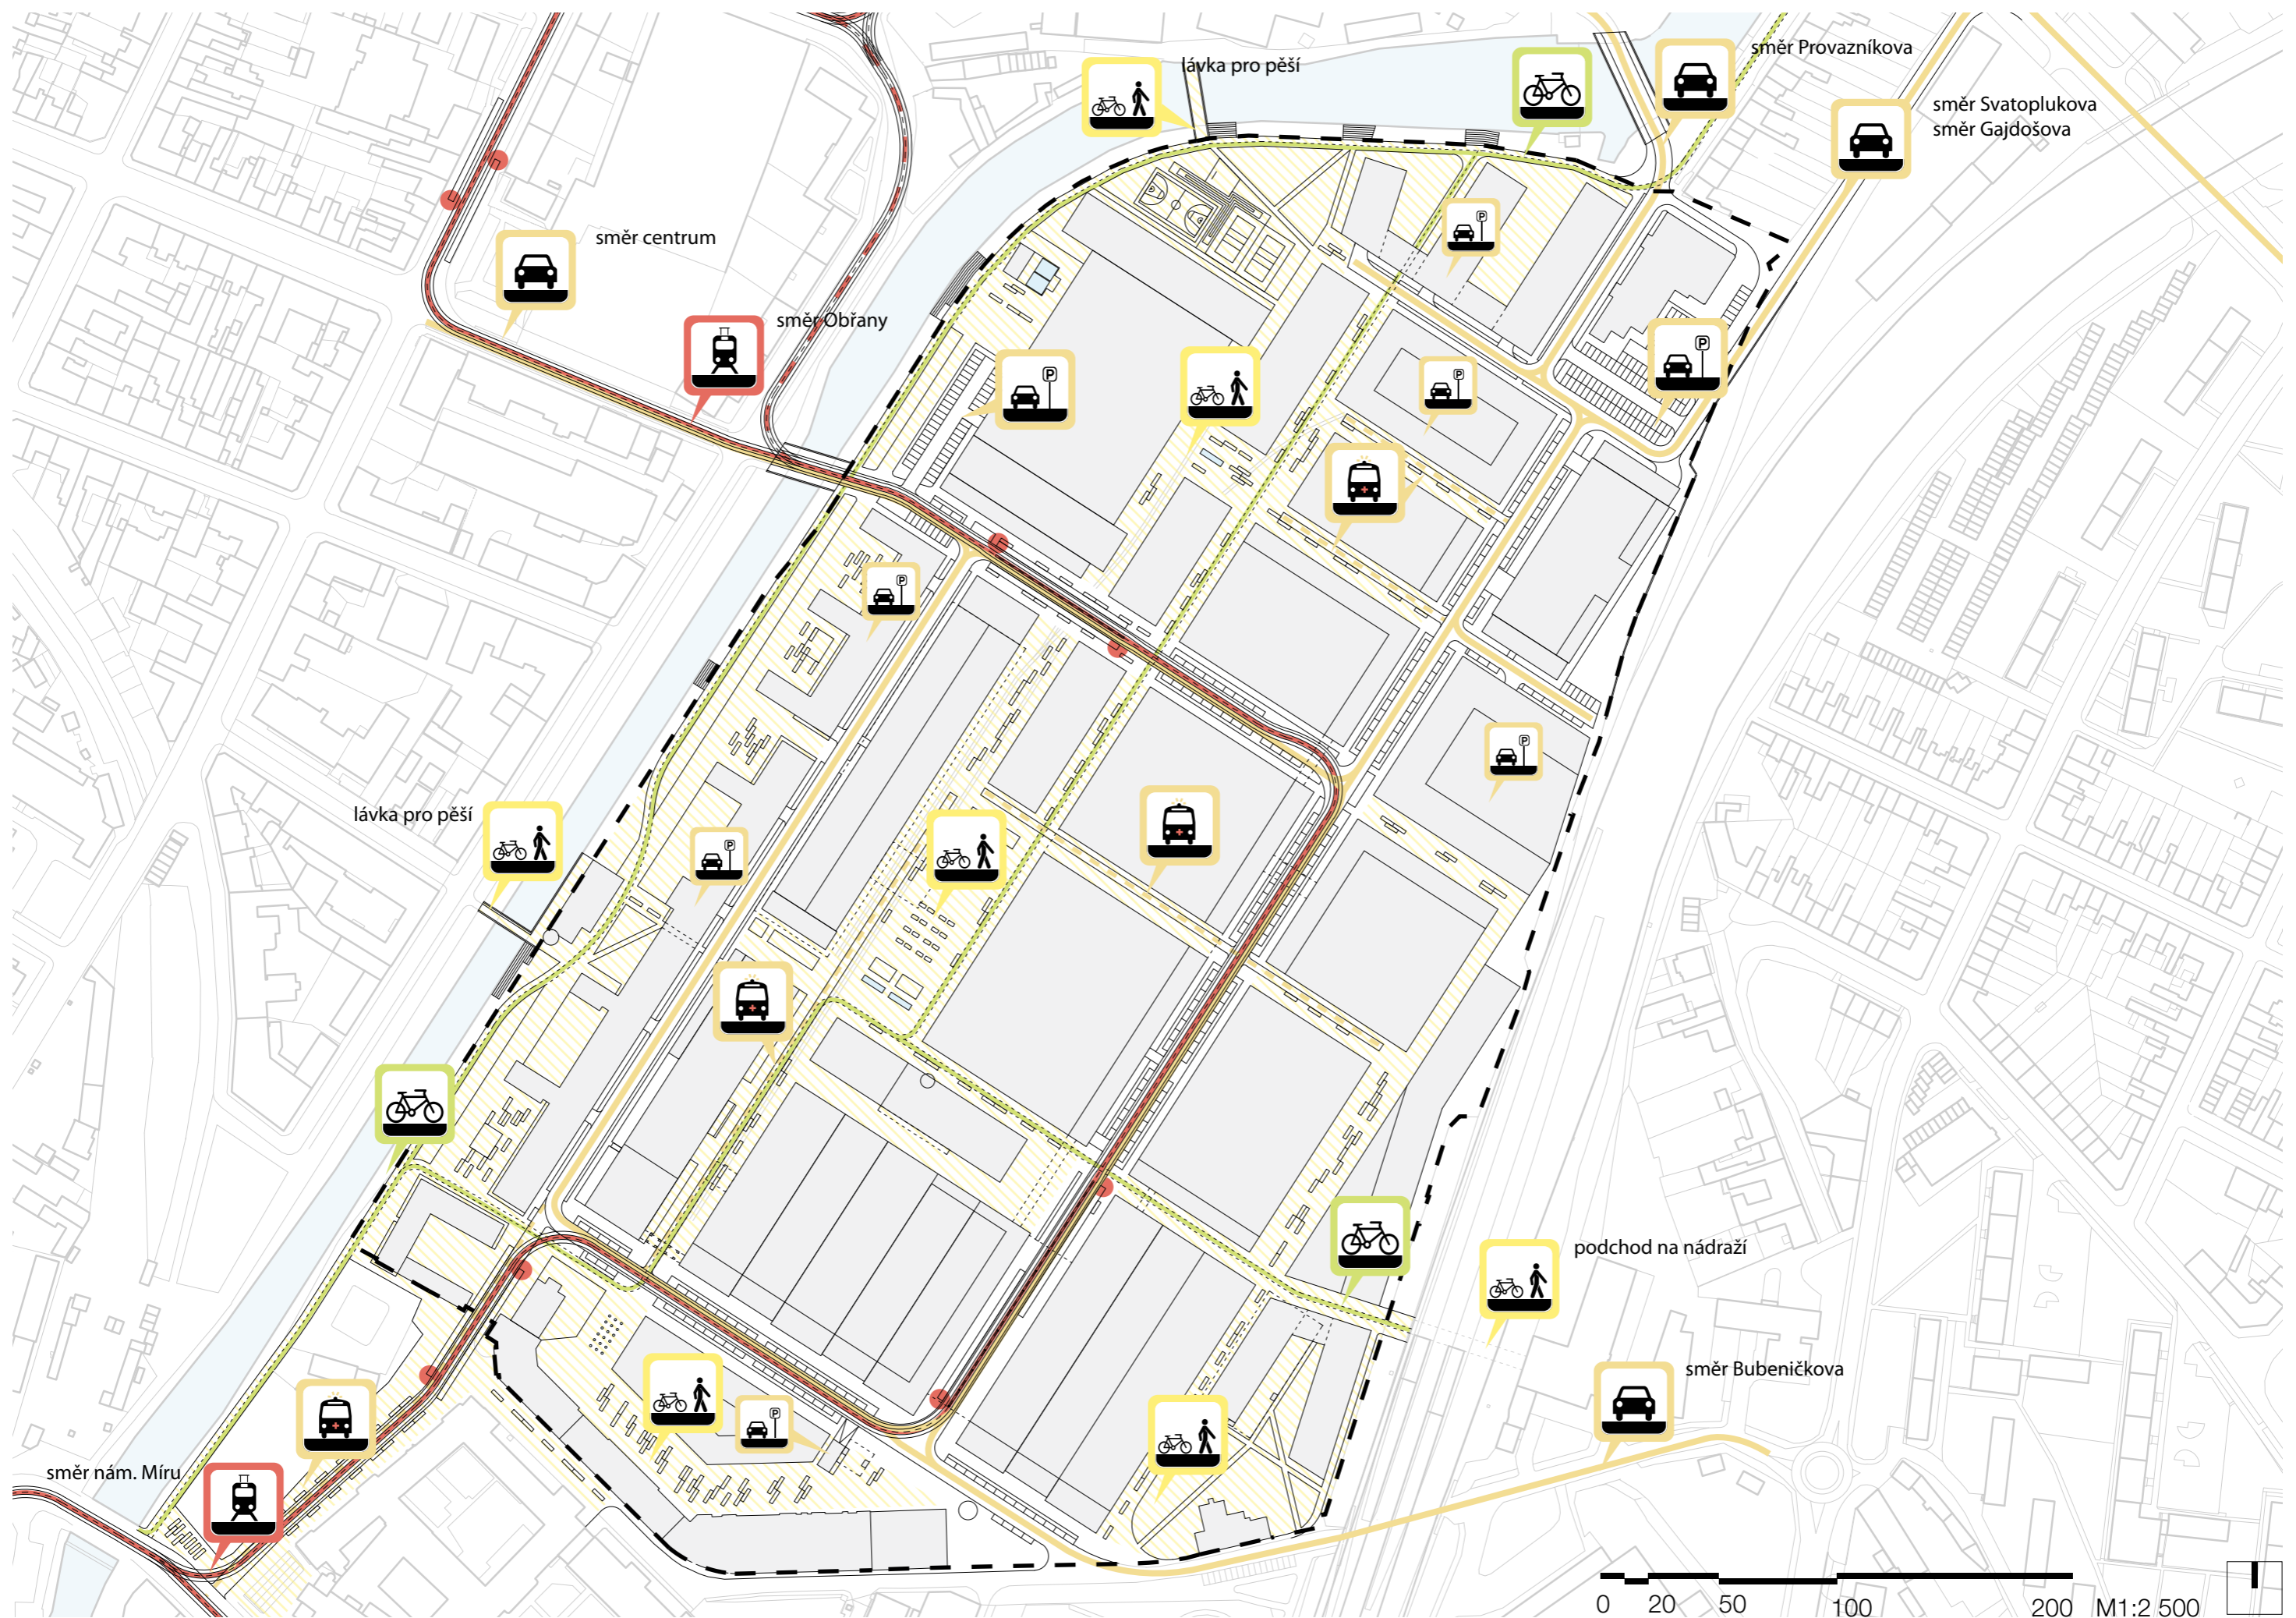 směr Provazníkova
lávka pro pěší
směr Svatoplukova
směr Gajdošova
P
směr centrum
směr Obřany
P
P
P
P
P
lávka pro pěší
P
podchod na nádraží
směr Bubeničkova
P
směr nám. Míru
0 20 50 100 200 M1:2 500